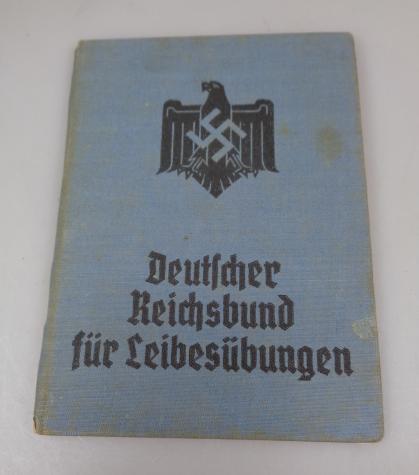 Deutscher
Reichsbund
für Leibesübungen